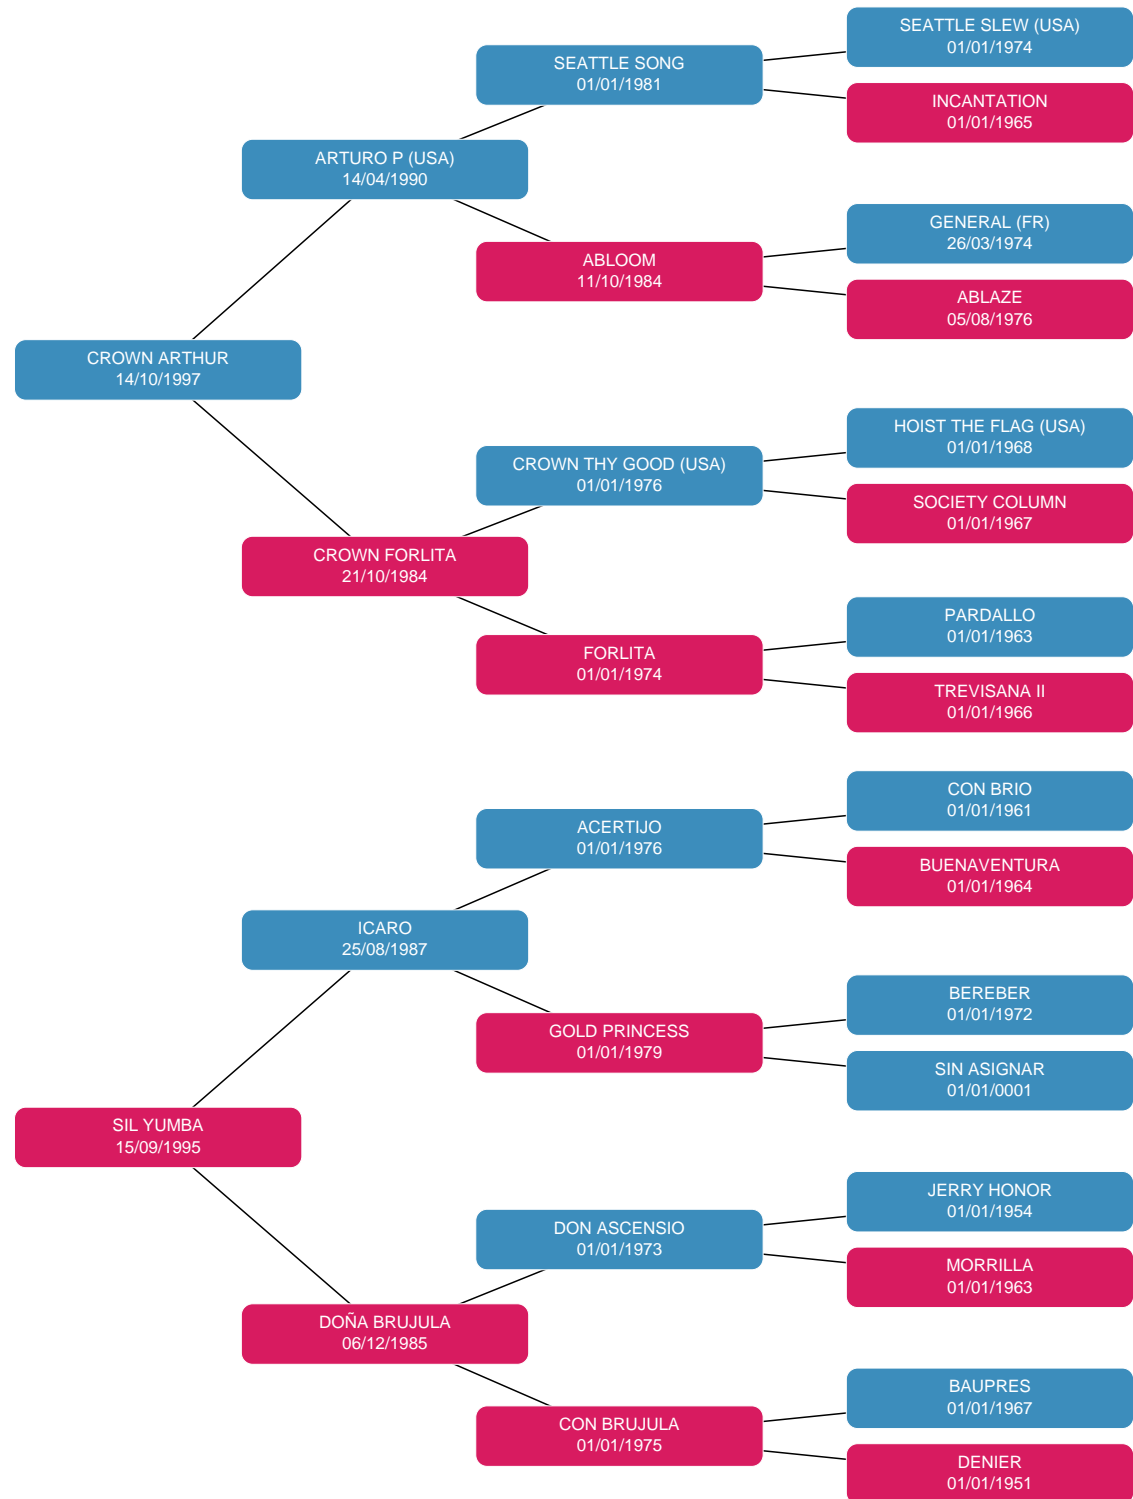 SEATTLE SLEW (USA)
01/01/1974
SEATTLE SONG
01/01/1981
INCANTATION
01/01/1965
ARTURO P (USA)
14/04/1990
GENERAL (FR)
26/03/1974
ABLOOM
11/10/1984
ABLAZE
05/08/1976
CROWN ARTHUR
14/10/1997
HOIST THE FLAG (USA)
01/01/1968
CROWN THY GOOD (USA)
01/01/1976
SOCIETY COLUMN
01/01/1967
CROWN FORLITA
21/10/1984
PARDALLO
01/01/1963
FORLITA
01/01/1974
TREVISANA II
01/01/1966
CON BRIO
01/01/1961
ACERTIJO
01/01/1976
BUENAVENTURA
01/01/1964
ICARO
25/08/1987
BEREBER
01/01/1972
GOLD PRINCESS
01/01/1979
SIN ASIGNAR
01/01/0001
SIL YUMBA
15/09/1995
JERRY HONOR
01/01/1954
DON ASCENSIO
01/01/1973
MORRILLA
01/01/1963
DOÑA BRUJULA
06/12/1985
BAUPRES
01/01/1967
CON BRUJULA
01/01/1975
DENIER
01/01/1951